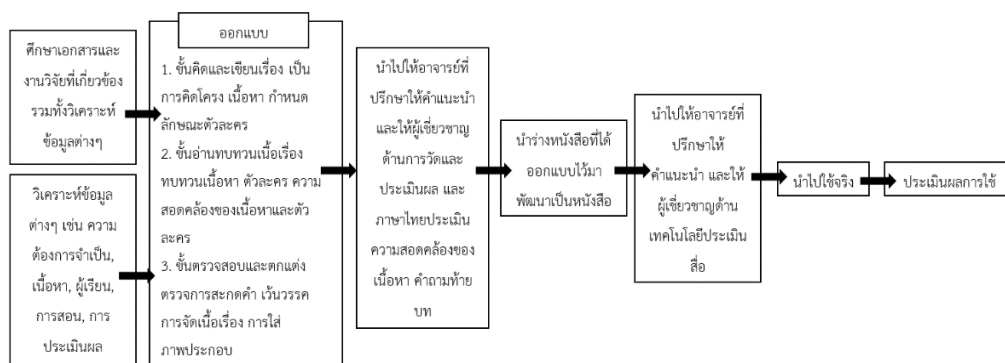 ศึกษาเอกสารและ
งานวิจัยที่เกี่ยวข้อง
รวมทั้งวิเคราะห์
ข้อมูลต่างๆ
วิเคราะห์ข้อมูล
ต่างๆ เช่น ความ
ต้องการจำเป็น,
เนื้อหา, ผู้เรียน,
การสอน, การ
ประเมินผล
ออกแบบ
1. ขั้นคิดและเขียนเรื่อง เป็น
การคิดโครง เนื้อหา กำหนด
ลักษณะตัวละคร
2. ขั้นอ่านทบทวนเนื้อเรื่อง
ทบทวนเนื้อหา ตัวละคร ความ
สอดคล้องของเนื้อหาและตัว
ละคร
3. ขั้นตรวจสอบและตกแต่ง
ตรวจการสะกดคำ เว้นวรรค
การจัดเนื้อเรื่อง การใส่
ภาพประกอบ
นำไปให้อาจารย์ที่
ปรึกษาให้คำแนะนำ
และให้ผู้เชี่ยวชาญ
ด้านการวัดและ
ประเมินผล และ
ภาษาไทยประเมิน
ความสอดคล้องของ
เนื้อหา คำถามท้าย
บท
นำร่างหนังสือที่ได้
ออกแบบไว้มา
พัฒนาเป็นหนังสือ
นำไปให้อาจารย์ที่
ปรึกษาให้
คำแนะนำ และให้
ผู้เชี่ยวชาญด้าน
เทคโนโลยีประเมิน
สื่อ
นำไปใช้จริง
ประเมินผลการใช้